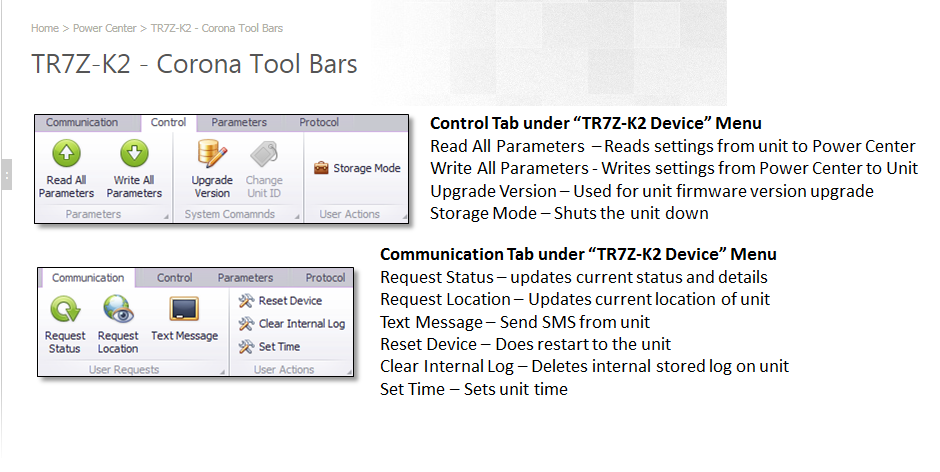 Home > Power Center > TR7Z-K2 - Corona Tool Bars
TR7Z-K2 - Corona Tool Bars
Communication Control Parameters Protocol
Read All Parameters
Write All Parameters
Upgrade Version
Change Unit ID
Storage Mode
Parameters System Comamnds User Actions
Control Tab under “TR7Z-K2 Device” Menu
Read All Parameters – Reads settings from unit to Power Center
Write All Parameters - Writes settings from Power Center to Unit
Upgrade Version – Used for unit firmware version upgrade
Storage Mode – Shuts the unit down
Communication Control Parameters Protocol
Request Status
Request Location
Text Message
Reset Device
Clear Internal Log
Set Time
User Requests User Actions
Communication Tab under “TR7Z-K2 Device” Menu
Request Status – updates current status and details
Request Location – Updates current location of unit
Text Message – Send SMS from unit
Reset Device – Does restart to the unit
Clear Internal Log – Deletes internal stored log on unit
Set Time – Sets unit time